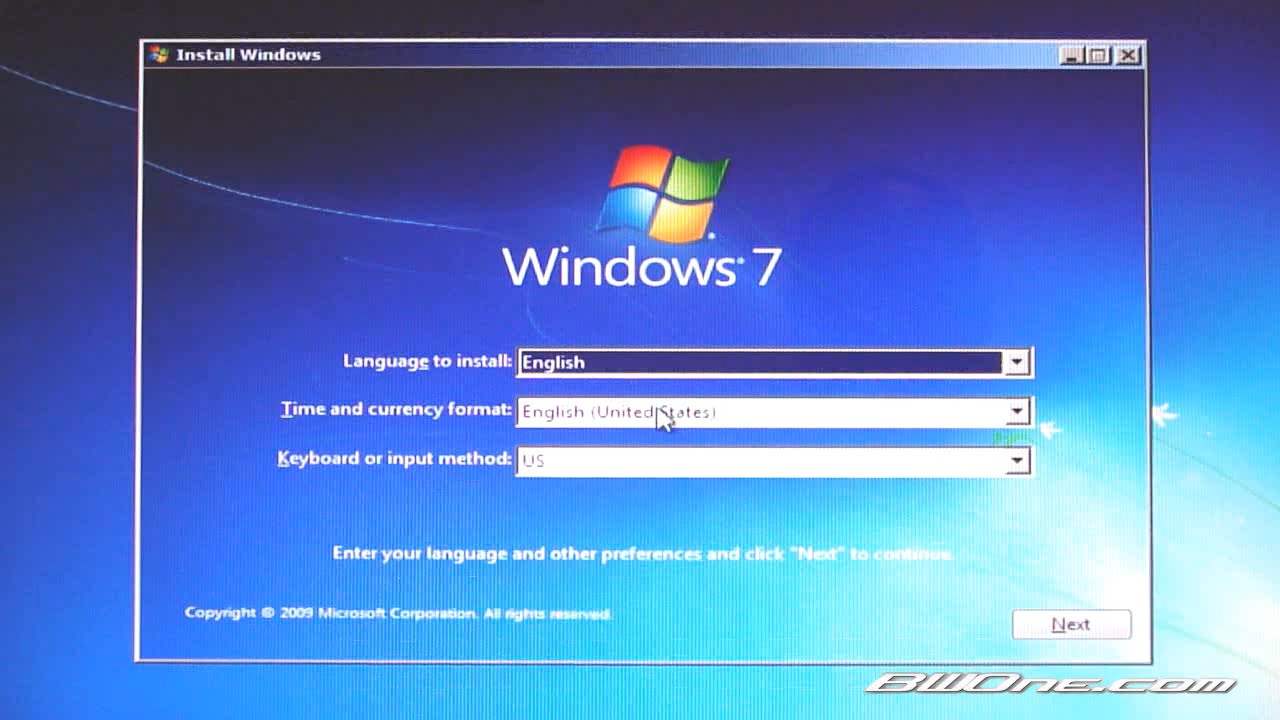 Install Windows
Windows 7
Language to install: English
Time and currency format: English (United States)
Keyboard or input method: US
Enter your language and other preferences and click "Next" to continue.
Copyright © 2009 Microsoft Corporation. All rights reserved.
Next
BWOne.com